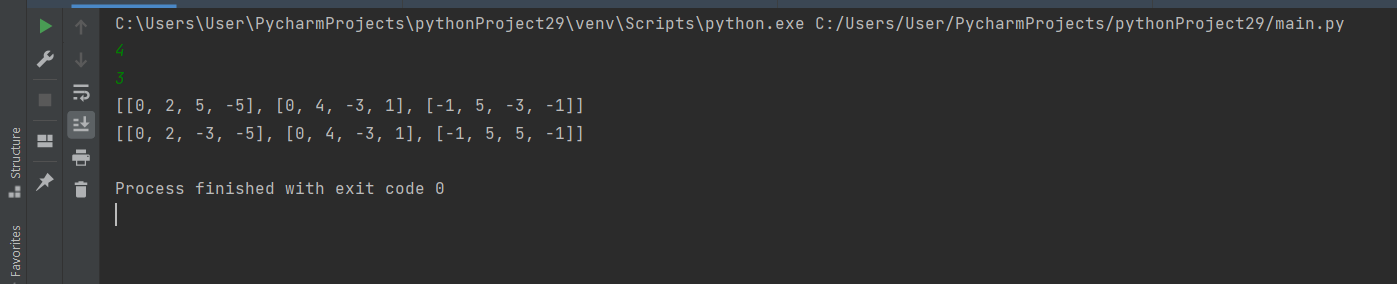 C:\Users\User\PycharmProjects\pythonProject29\venv\Scripts\python.exe C:/Users/User/PycharmProjects/pythonProject29/main.py
4
3
[[0, 2, 5, -5], [0, 4, -3, 1], [-1, 5, -3, -1]]
[[0, 2, -3, -5], [0, 4, -3, 1], [-1, 5, 5, -1]]
Process finished with exit code 0
Structure
Favorites